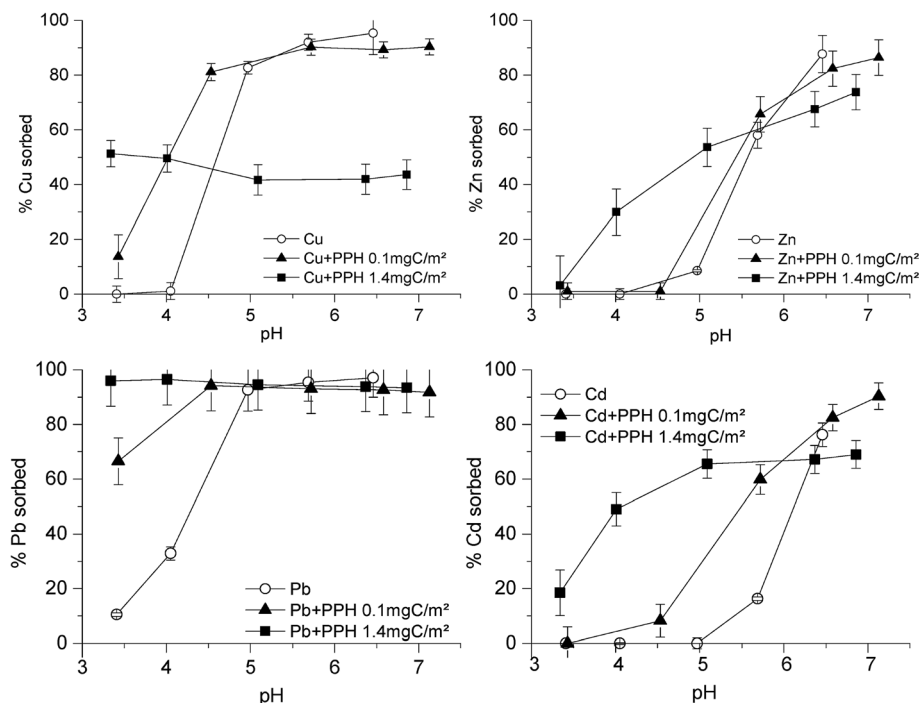 100
80
60
40
20
0
% Cu sorbed
Cu
Cu+PPH 0.1mgC/m²
Cu+PPH 1.4mgC/m²
3 4 5 6 7
pH
100
80
60
40
20
0
% Zn sorbed
Zn
Zn+PPH 0.1mgC/m²
Zn+PPH 1.4mgC/m²
3 4 5 6 7
pH
100
80
60
40
20
0
% Pb sorbed
Pb
Pb+PPH 0.1mgC/m²
Pb+PPH 1.4mgC/m²
3 4 5 6 7
pH
100
80
60
40
20
0
% Cd sorbed
Cd
Cd+PPH 0.1mgC/m²
Cd+PPH 1.4mgC/m²
3 4 5 6 7
pH